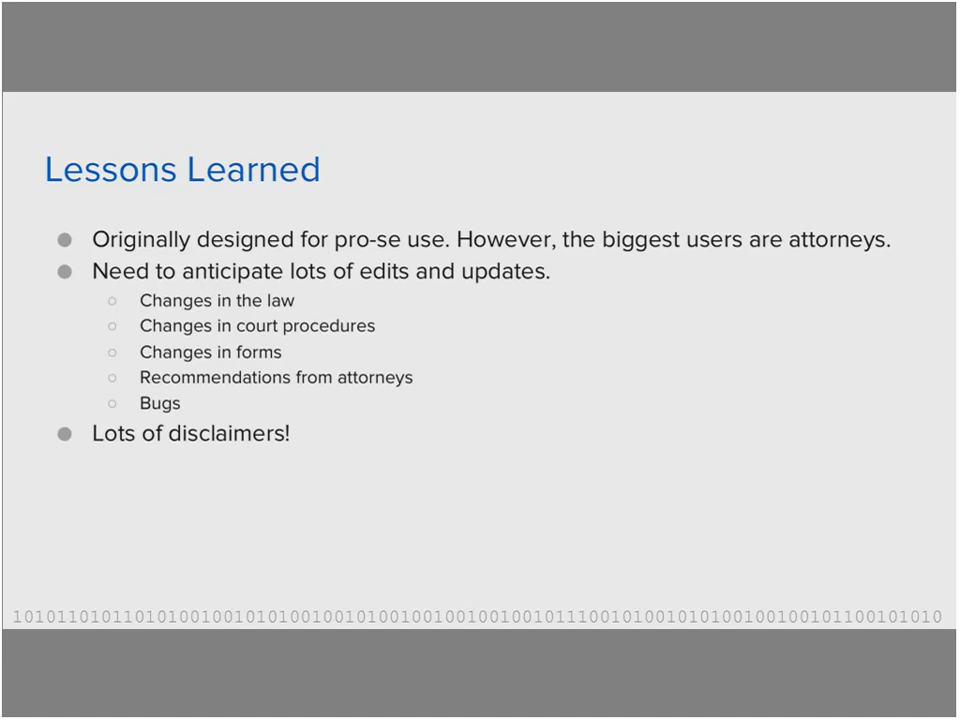 Lessons Learned
● Originally designed for pro-se use. However, the biggest users are attorneys.
● Need to anticipate lots of edits and updates.
○ Changes in the law
○ Changes in court procedures
○ Changes in forms
○ Recommendations from attorneys
○ Bugs
● Lots of disclaimers!
1010110101101010010010101001001010010010010010010111001010010101001001001011001010​10